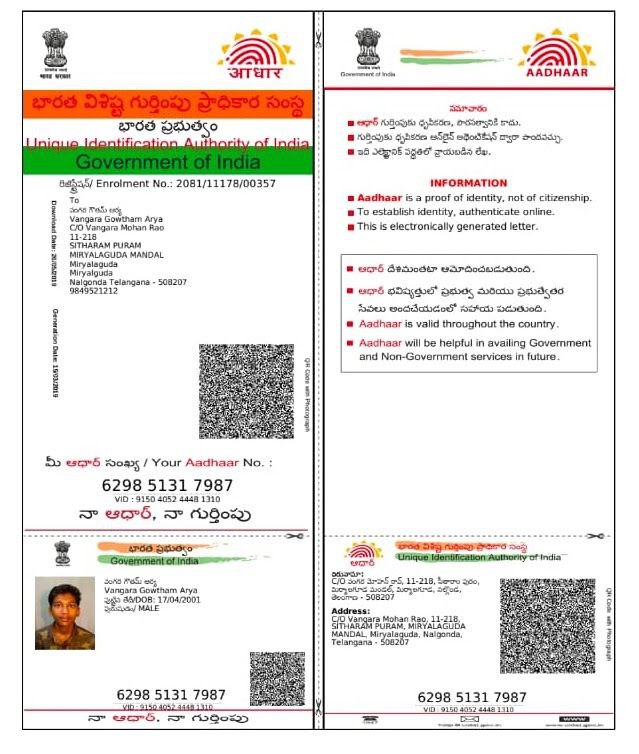 भारत सरकार
आधार
భారత విశిష్ట గుర్తింపు ప్రాధికార సంస్థ
భారత ప్రభుత్వం
Unique Identification Authority of India
Government of India
రిజిస్ట్రేషన్/ Enrolment No.: 2081/11178/00357
To
వంగర గౌతమ్ ఆర్య
Vangara Gowtham Arya
C/O Vangara Mohan Rao
11-218
SITHARAM PURAM
MIRYALAGUDA MANDAL
Miryalaguda
Miryalguda
Nalgonda Telangana - 508207
9849521212
Download Date: 26/05/2019
Generation Date: 15/03/2019
QR Code with Photograph
మీ ఆధార్ సంఖ్య / Your Aadhaar No. :
6298 5131 7987
VID : 9150 4052 4448 1310
నా ఆధార్, నా గుర్తింపు
భారత ప్రభుత్వం
Government of India
వంగర గౌతమ్ ఆర్య
Vangara Gowtham Arya
పుట్టిన తేదీ/DOB: 17/04/2001
పురుషుడు/ MALE
6298 5131 7987
VID : 9150 4052 4448 1310
నా ఆధార్, నా గుర్తింపు
Government of India
AADHAAR
సమాచారం
ఆధార్ గుర్తింపుకు ధృవీకరణ, పౌరసత్వానికి కాదు.
గుర్తింపుకు ధృవీకరణ ఆన్‌లైన్ అథెంటికేషన్ ద్వారా పొందవచ్చు.
ఇది ఎలెక్ట్రానిక్ పద్ధతిలో వ్రాయబడిన లేఖ.
INFORMATION
Aadhaar is a proof of identity, not of citizenship.
To establish identity, authenticate online.
This is electronically generated letter.
ఆధార్ దేశమంతటా ఆమోదించబడుతుంది.
ఆధార్ భవిష్యత్తులో ప్రభుత్వ మరియు ప్రభుత్వేతర
సేవలు అందచేయడంలో సహాయ పడుతుంది.
Aadhaar is valid throughout the country.
Aadhaar will be helpful in availing Government
and Non-Government services in future.
ఆధార్
భారత విశిష్ట గుర్తింపు ప్రాధికార సంస్థ
Unique Identification Authority of India
చిరునామా:
C/O వంగర మోహన్ రావ్, 11-218, సీతారాం పురం,
మిర్యాలగూడ మండల్, మిర్యాలగూడ, నల్గొండ,
తెలంగాణ - 508207
Address:
C/O Vangara Mohan Rao, 11-218,
SITHARAM PURAM, MIRYALAGUDA
MANDAL, Miryalaguda, Nalgonda,
Telangana - 508207
QR Code with Photograph
6298 5131 7987
VID : 9150 4052 4448 1310
www